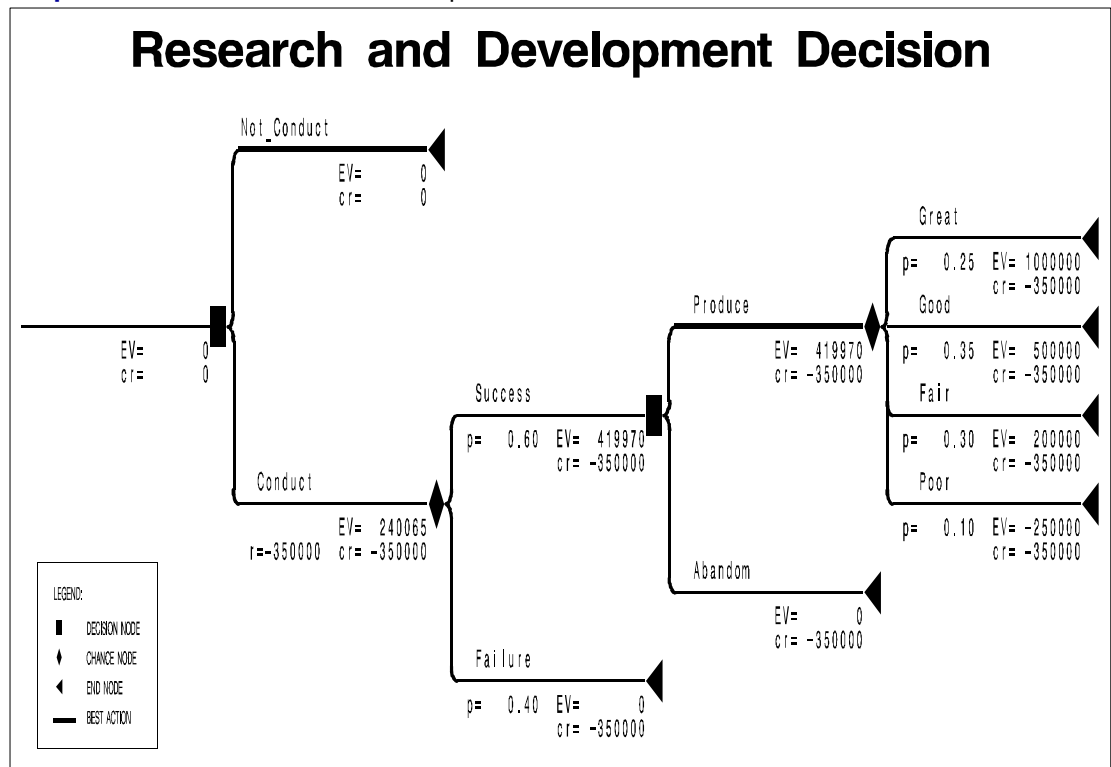 Research and Development Decision
Not_Conduct
EV= 0
cr= 0
EV= 0
cr= 0
Conduct
EV= 240065
r=-350000 cr= -350000
Success
p= 0.60 EV= 419970
cr= -350000
Failure
p= 0.40 EV= 0
cr= -350000
Produce
EV= 419970
cr= -350000
Abandom
EV= 0
cr= -350000
Great
p= 0.25 EV= 1000000
cr= -350000
Good
p= 0.35 EV= 500000
cr= -350000
Fair
p= 0.30 EV= 200000
cr= -350000
Poor
p= 0.10 EV= -250000
cr= -350000
LEGEND:
DECISION NODE
CHANCE NODE
END NODE
BEST ACTION